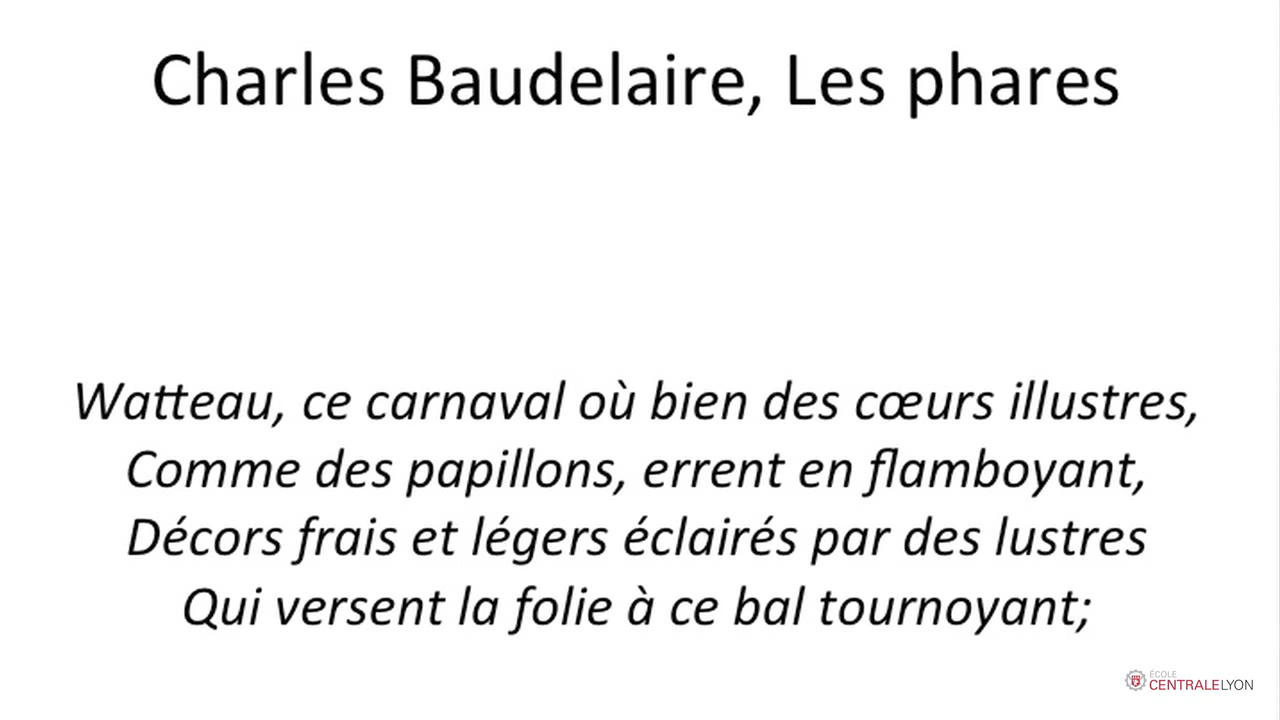 Charles Baudelaire, Les phares
Watteau, ce carnaval où bien des cœurs illustres,
Comme des papillons, errent en flamboyant,
Décors frais et légers éclairés par des lustres
Qui versent la folie à ce bal tournoyant;
ÉCOLE
CENTRALELYON